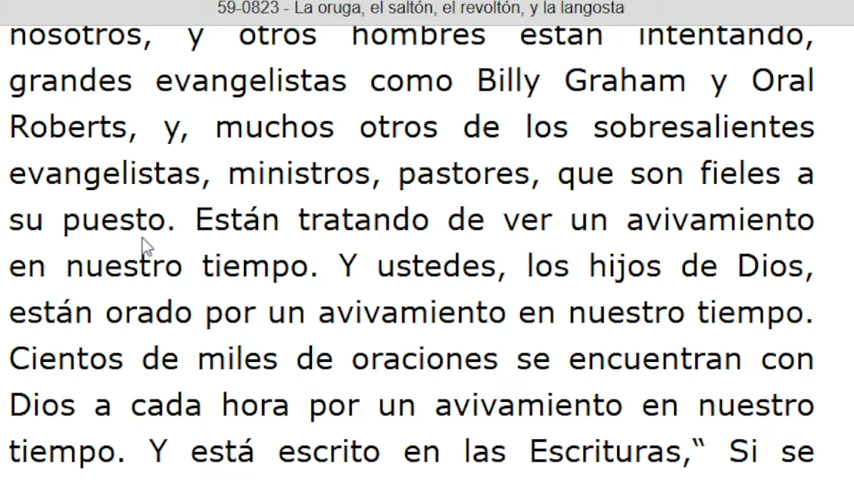 59-0823 - La oruga, el saltón, el revoltón, y la langosta
nosotros, y otros hombres están intentando,
grandes evangelistas como Billy Graham y Oral
Roberts, y, muchos otros de los sobresalientes
evangelistas, ministros, pastores, que son fieles a
su puesto. Están tratando de ver un avivamiento
en nuestro tiempo. Y ustedes, los hijos de Dios,
están orado por un avivamiento en nuestro tiempo.
Cientos de miles de oraciones se encuentran con
Dios a cada hora por un avivamiento en nuestro
tiempo. Y está escrito en las Escrituras,“ Si se